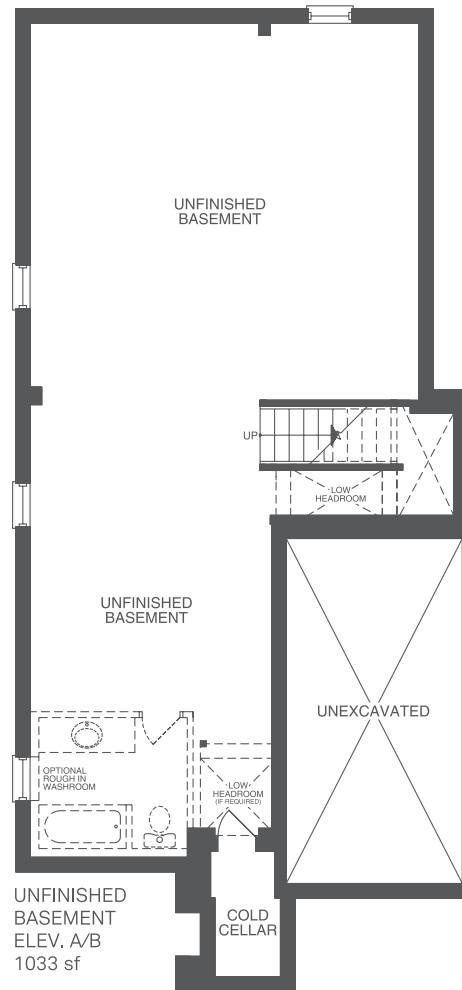 UNFINISHED
BASEMENT
UP
LOW
HEADROOM
UNFINISHED
BASEMENT
UNEXCAVATED
OPTIONAL
ROUGH IN
WASHROOM
LOW
HEADROOM
(IF REQUIRED)
COLD
CELLAR
UNFINISHED
BASEMENT
ELEV. A/B
1033 sf